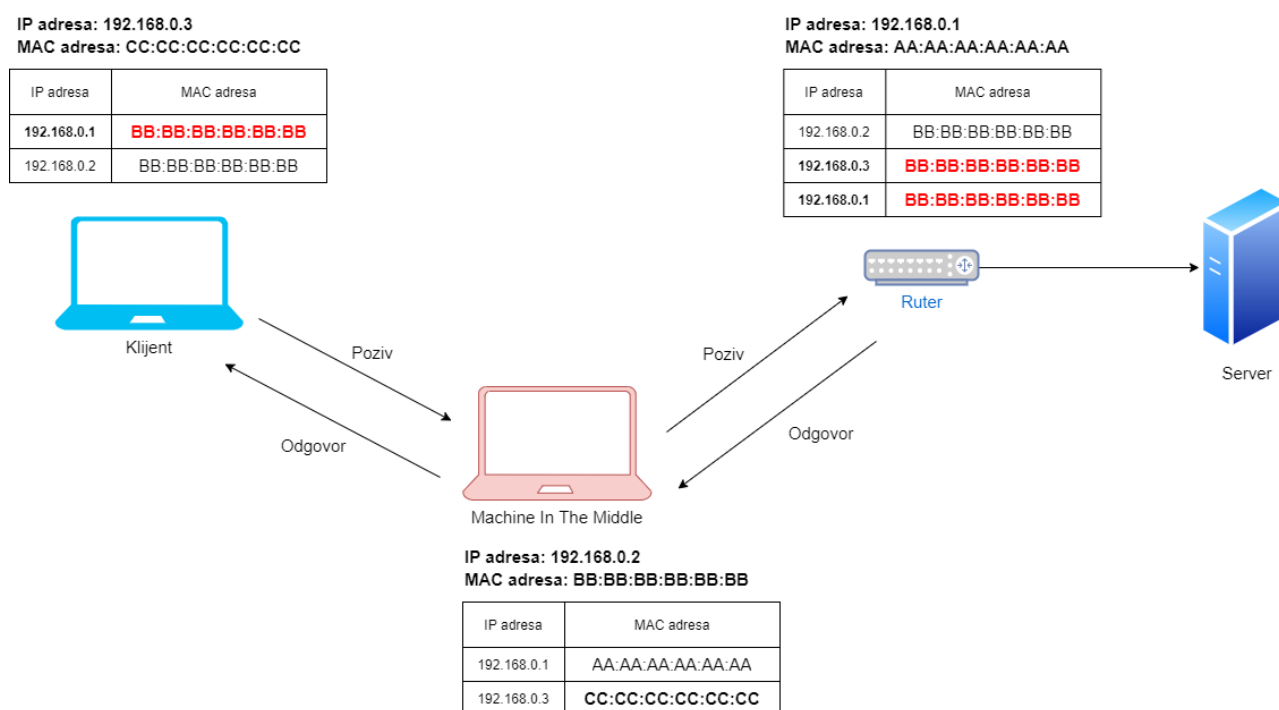 IP adresa: 192.168.0.3
MAC adresa: CC:CC:CC:CC:CC:CC
IP adresa MAC adresa
192.168.0.1 BB:BB:BB:BB:BB:BB
192.168.0.2 BB:BB:BB:BB:BB:BB
Klijent
IP adresa: 192.168.0.1
MAC adresa: AA:AA:AA:AA:AA:AA
IP adresa MAC adresa
192.168.0.2 BB:BB:BB:BB:BB:BB
192.168.0.3 BB:BB:BB:BB:BB:BB
192.168.0.1 BB:BB:BB:BB:BB:BB
Ruter
Server
Poziv
Odgovor
Poziv
Odgovor
Machine In The Middle
IP adresa: 192.168.0.2
MAC adresa: BB:BB:BB:BB:BB:BB
IP adresa MAC adresa
192.168.0.1 AA:AA:AA:AA:AA:AA
192.168.0.3 CC:CC:CC:CC:CC:CC